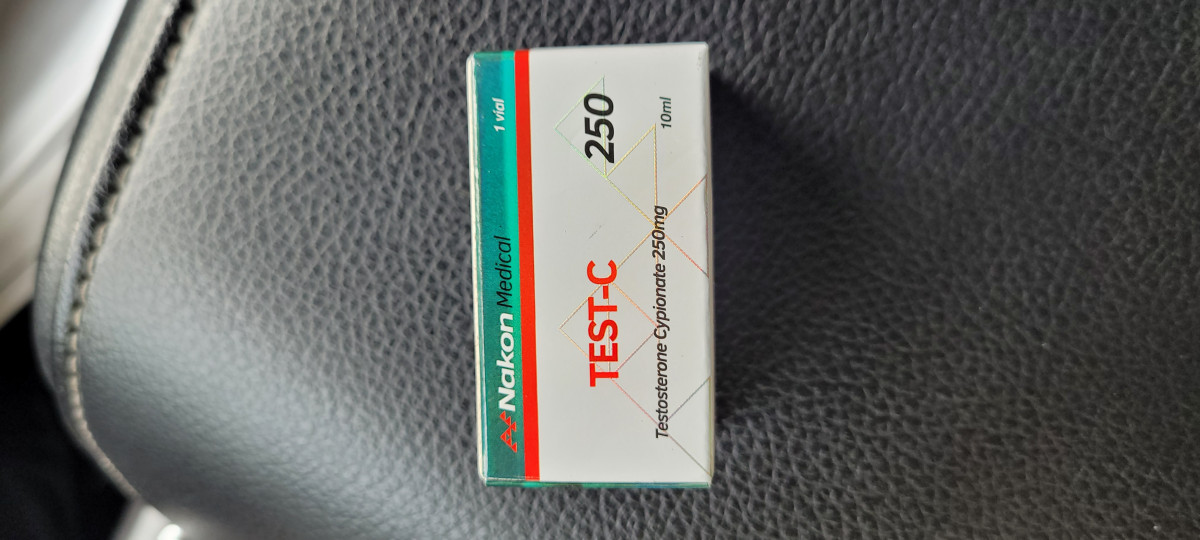 Nakon Medical
1 vial
TEST-C 250
Testosterone Cypionate 250mg
10ml